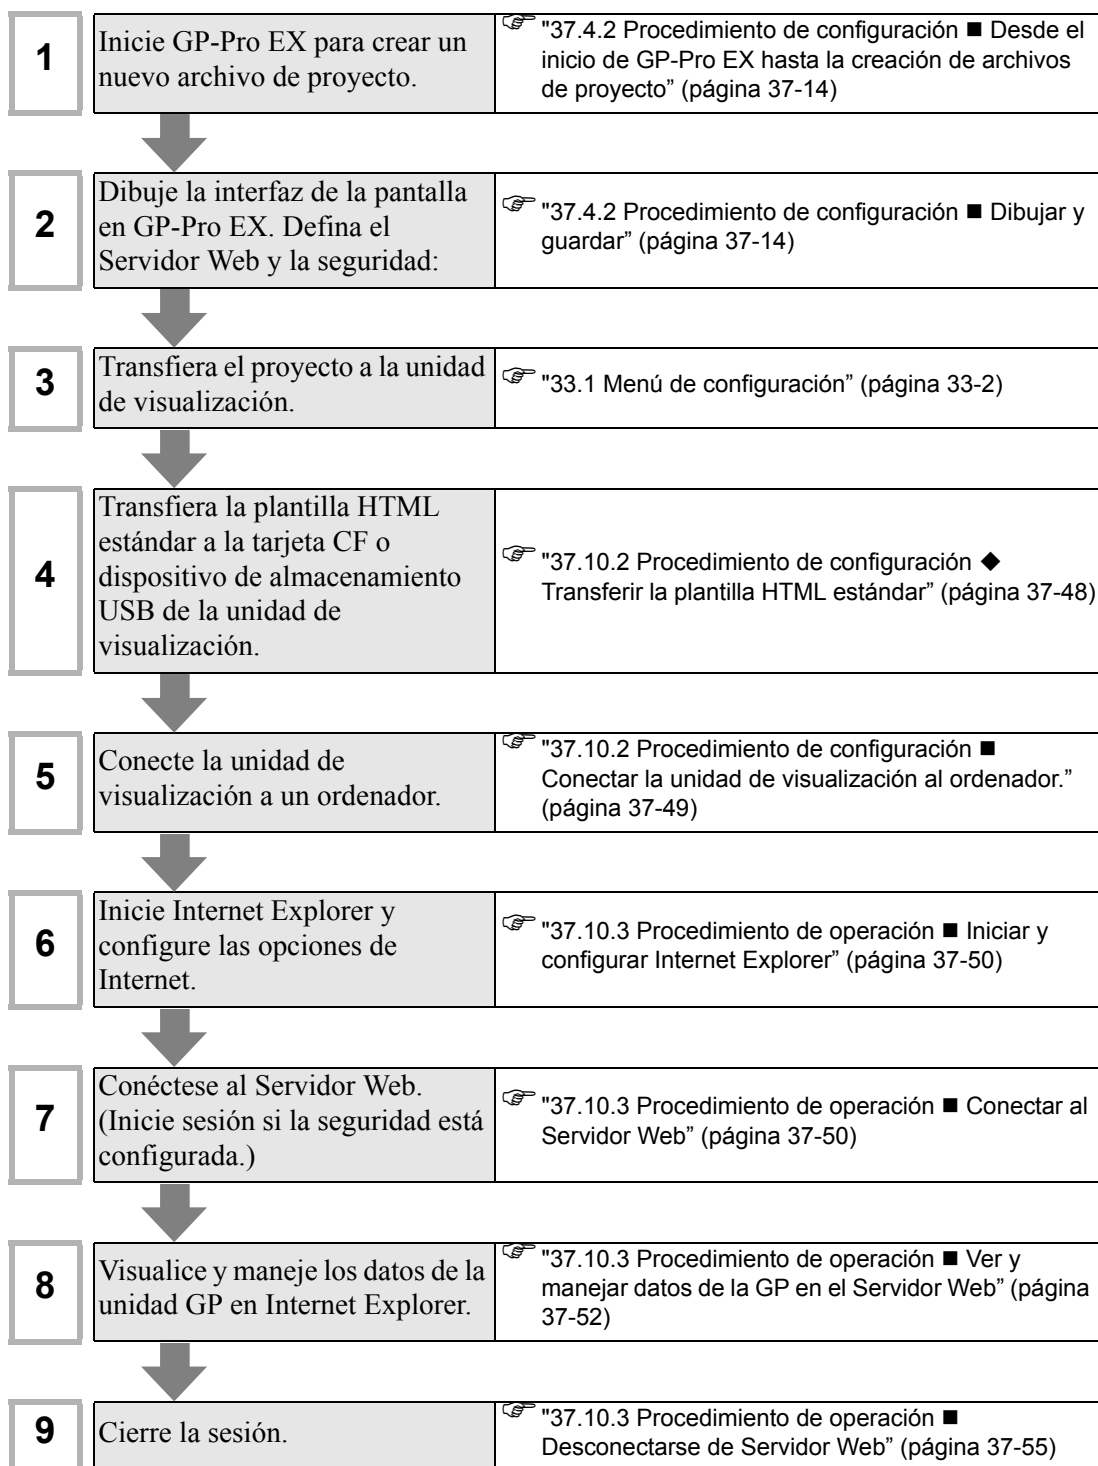 1
Inicie GP-Pro EX para crear un
nuevo archivo de proyecto.
☞ "37.4.2 Procedimiento de configuración ■ Desde el
inicio de GP-Pro EX hasta la creación de archivos
de proyecto” (página 37-14)
2
Dibuje la interfaz de la pantalla
en GP-Pro EX. Defina el
Servidor Web y la seguridad:
☞ "37.4.2 Procedimiento de configuración ■ Dibujar y
guardar” (página 37-14)
3
Transfiera el proyecto a la unidad
de visualización.
☞ "33.1 Menú de configuración” (página 33-2)
4
Transfiera la plantilla HTML
estándar a la tarjeta CF o
dispositivo de almacenamiento
USB de la unidad de
visualización.
☞ "37.10.2 Procedimiento de configuración ◆
Transferir la plantilla HTML estándar” (página 37-48)
5
Conecte la unidad de
visualización a un ordenador.
☞ "37.10.2 Procedimiento de configuración ■
Conectar la unidad de visualización al ordenador.”
(página 37-49)
6
Inicie Internet Explorer y
configure las opciones de
Internet.
☞ "37.10.3 Procedimiento de operación ■ Iniciar y
configurar Internet Explorer” (página 37-50)
7
Conéctese al Servidor Web.
(Inicie sesión si la seguridad está
configurada.)
☞ "37.10.3 Procedimiento de operación ■ Conectar al
Servidor Web” (página 37-50)
8
Visualice y maneje los datos de la
unidad GP en Internet Explorer.
☞ "37.10.3 Procedimiento de operación ■ Ver y
manejar datos de la GP en el Servidor Web” (página
37-52)
9
Cierre la sesión.
☞ "37.10.3 Procedimiento de operación ■
Desconectarse de Servidor Web” (página 37-55)